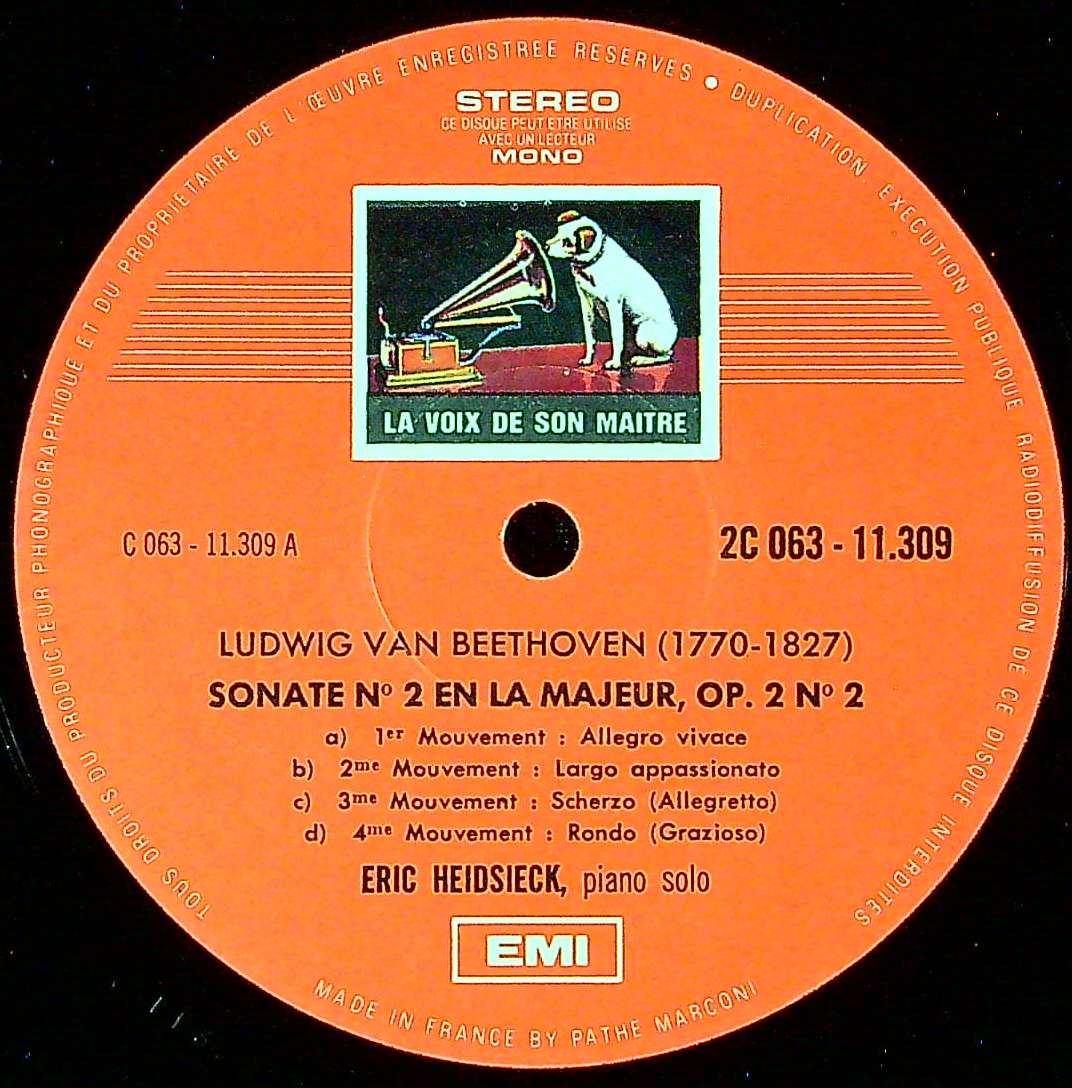 TOUS DROITS DU PRODUCTEUR PHONOGRAPHIQUE ET DU PROPRIETAIRE DE L'ŒUVRE ENREGISTREE RESERVES • DUPLICATION. EXECUTION PUBLIQUE RADIODIFFUSION DE CE DISQUE INTERDITES
STEREO
CE DISQUE PEUT ETRE UTILISE
AVEC UN LECTEUR
MONO
LA VOIX DE SON MAITRE
C 063 - 11.309 A
2C 063 - 11.309
LUDWIG VAN BEETHOVEN (1770-1827)
SONATE Nº 2 EN LA MAJEUR, OP. 2 Nº 2
a) 1er Mouvement : Allegro vivace
b) 2me Mouvement : Largo appassionato
c) 3me Mouvement : Scherzo (Allegretto)
d) 4me Mouvement : Rondo (Grazioso)
ERIC HEIDSIECK, piano solo
EMI
MADE IN FRANCE BY PATHE MARCONI